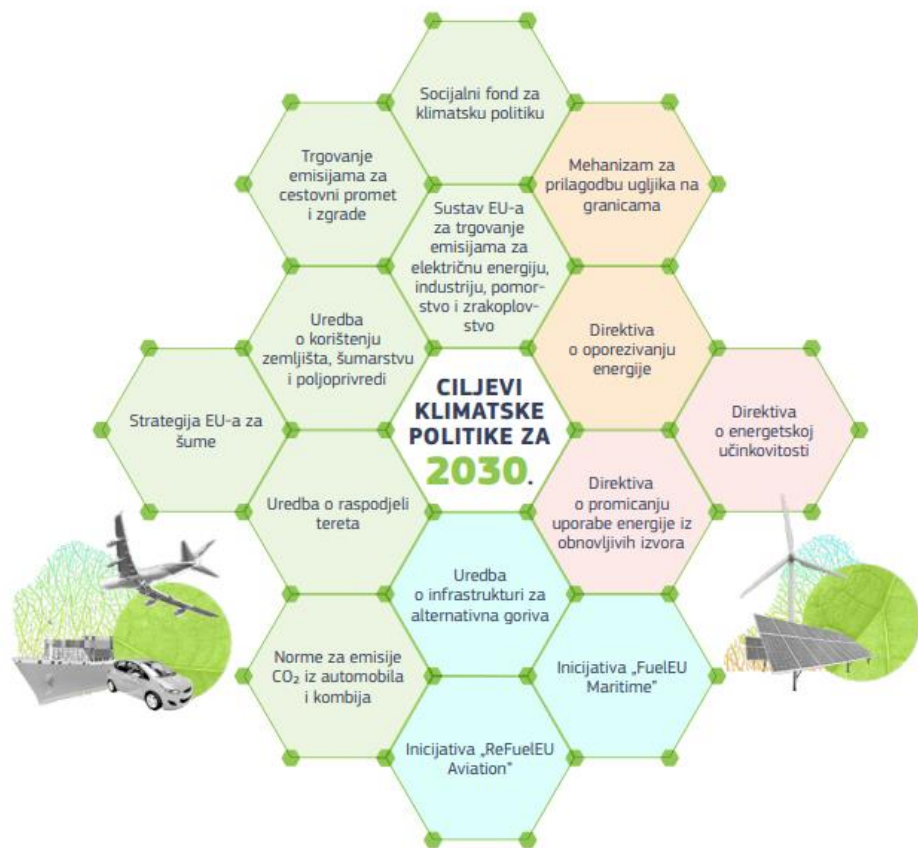 Socijalni fond za
klimatsku politiku
Trgovanje
emisijama za
cestovni promet
i zgrade
Mehanizam za
prilagodbu ugljika na
granicama
Sustav EU-a
za trgovanje
emisijama za
električnu energiju,
industriju, pomor-
stvo i zrakoplov-
stvo
Uredba
o korištenju
zemljišta, šumarstvu
i poljoprivredi
Direktiva
o oporezivanju
energije
Strategija EU-a za
šume
CILJEVI
KLIMATSKE
POLITIKE ZA
2030.
Direktiva
o energetskoj
učinkovitosti
Uredba o raspodjeli
tereta
Direktiva
o promicanju
uporabe energije iz
obnovljivih izvora
Uredba
o infrastrukturi za
alternativna goriva
Norme za emisije
CO₂ iz automobila
i kombija
Inicijativa „FuelEU
Maritime”
Inicijativa „ReFuelEU
Aviation”